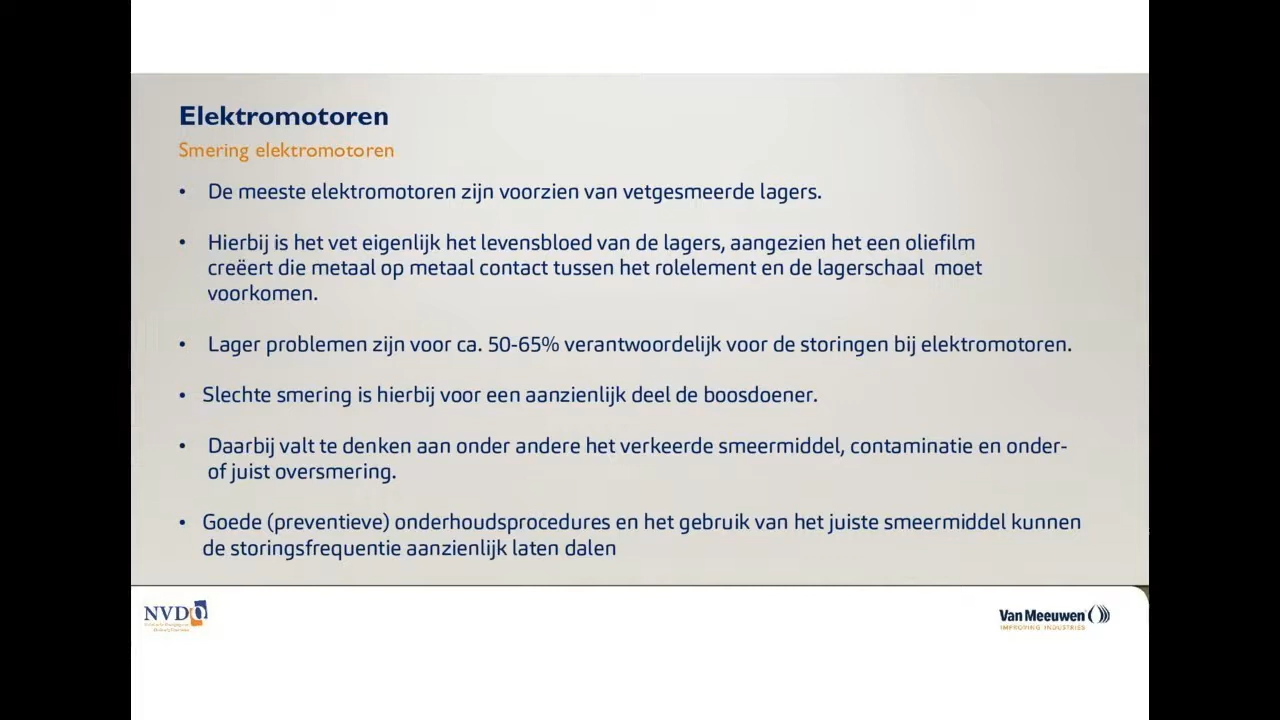 Elektromotoren
Smering elektromotoren
• De meeste elektromotoren zijn voorzien van vetgesmeerde lagers.
• Hierbij is het vet eigenlijk het levensbloed van de lagers, aangezien het een oliefilm
creëert die metaal op metaal contact tussen het rolelement en de lagerschaal moet
voorkomen.
• Lager problemen zijn voor ca. 50-65% verantwoordelijk voor de storingen bij elektromotoren.
• Slechte smering is hierbij voor een aanzienlijk deel de boosdoener.
• Daarbij valt te denken aan onder andere het verkeerde smeermiddel, contaminatie en onder-
of juist oversmering.
• Goede (preventieve) onderhoudsprocedures en het gebruik van het juiste smeermiddel kunnen
de storingsfrequentie aanzienlijk laten dalen
NVDO
Van Meeuwen
IMPROVING INDUSTRIES